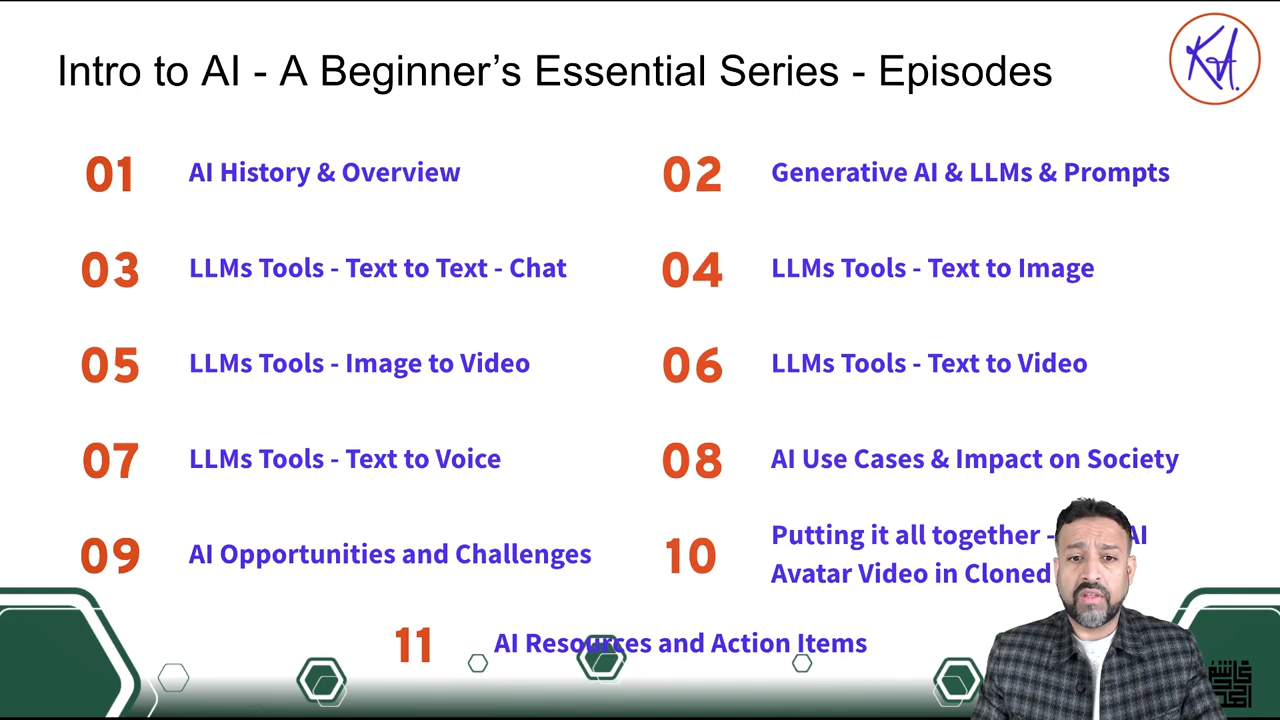 Intro to AI - A Beginner’s Essential Series - Episodes
KA.
01 AI History & Overview
02 Generative AI & LLMs & Prompts
03 LLMs Tools - Text to Text - Chat
04 LLMs Tools - Text to Image
05 LLMs Tools - Image to Video
06 LLMs Tools - Text to Video
07 LLMs Tools - Text to Voice
08 AI Use Cases & Impact on Society
09 AI Opportunities and Challenges
10 Putting it all together - AI
Avatar Video in Cloned
11 AI Resources and Action Items